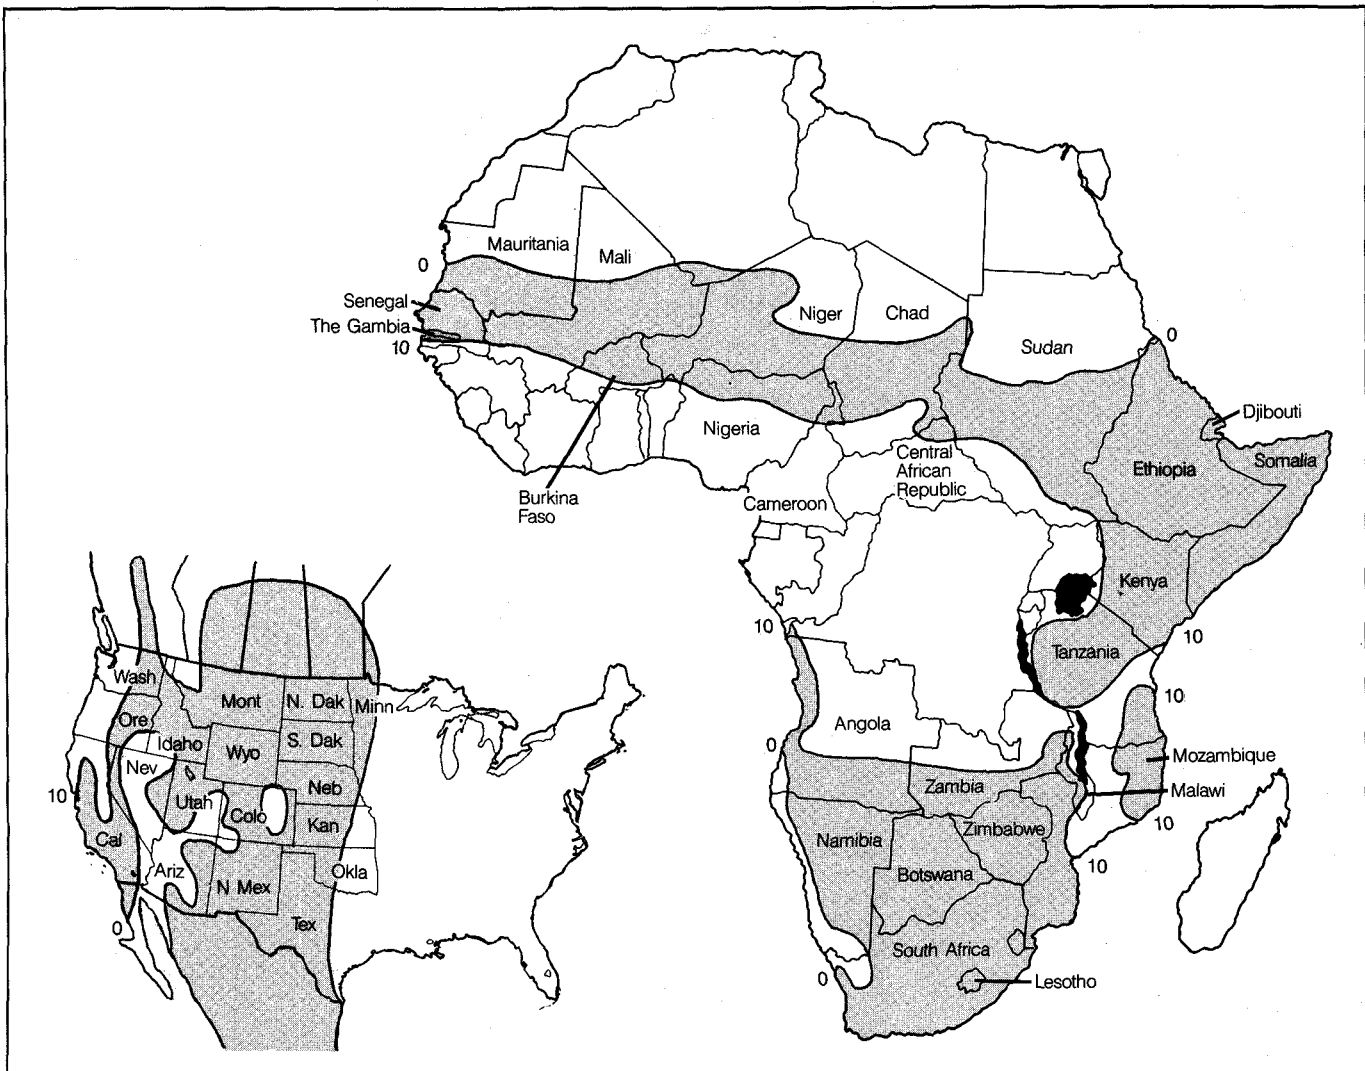 Mauritania
Mali
0
Senegal
The Gambia
10
Niger
Chad
Sudan
0
Djibouti
Nigeria
Central
African
Republic
Ethiopia
Somalia
Burkina
Faso
Cameroon
Kenya
10
10
Tanzania
10
Angola
0
Mozambique
Malawi
Zambia
10
Zimbabwe
Namibia
10
Botswana
South Africa
0
Lesotho
Wash
Mont
N. Dak
Minn
Ore
Idaho
Wyo
S. Dak
Nev
10
Utah
Colo
Neb
Kan
Cal
Ariz
N Mex
Okla
Tex
0